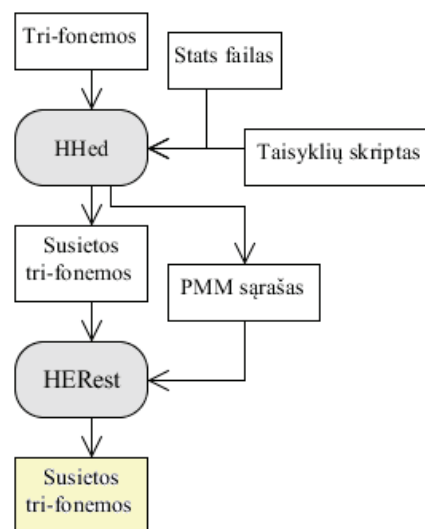 Tri-fonemos
Stats failas
HHed
Taisyklių skriptas
Susietos
tri-fonemos
PMM sąrašas
HERest
Susietos
tri-fonemos